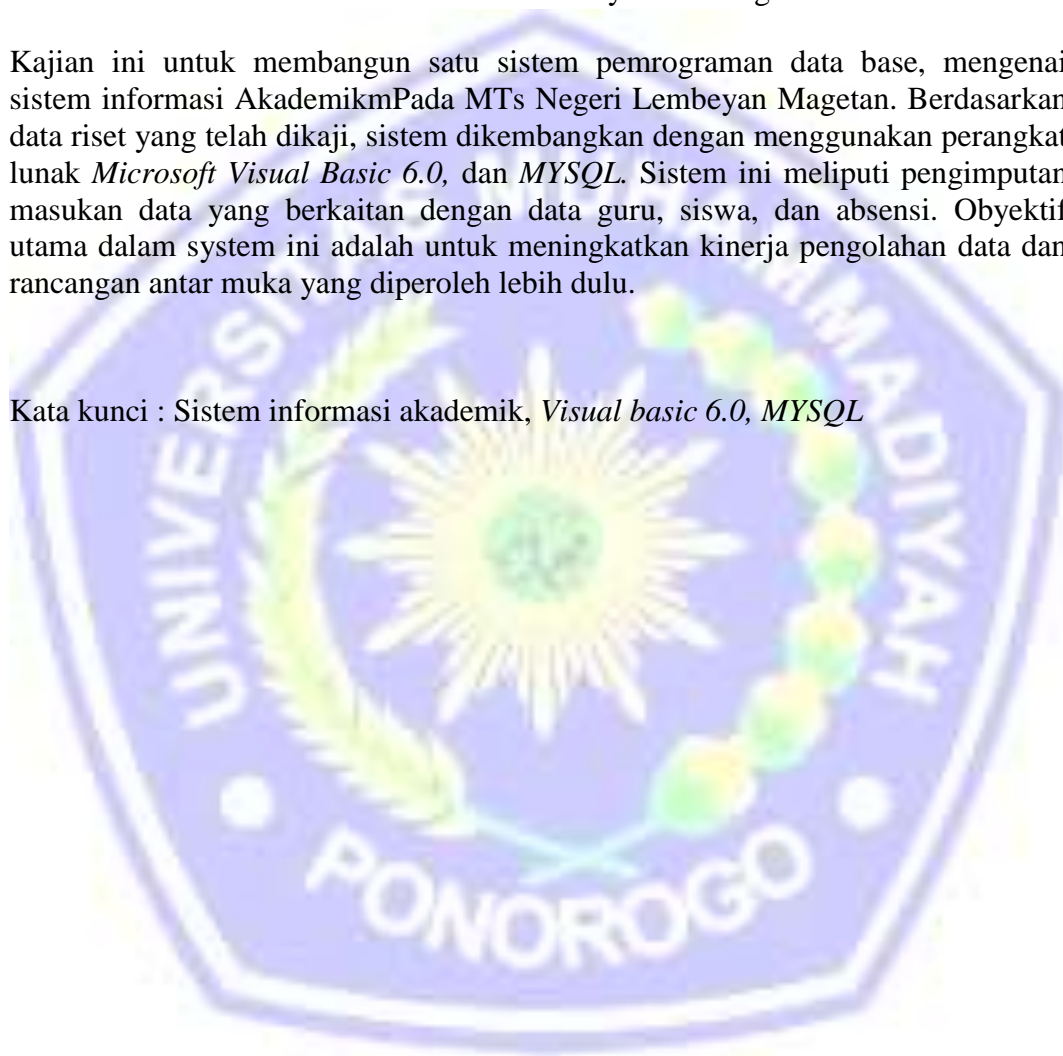 Kajian ini untuk membangun satu sistem pemrograman data base, mengenai
sistem informasi AkademikmPada MTs Negeri Lembeyan Magetan. Berdasarkan
data riset yang telah dikaji, sistem dikembangkan dengan menggunakan perangkat
lunak Microsoft Visual Basic 6.0, dan MYSQL. Sistem ini meliputi pengimputan
masukan data yang berkaitan dengan data guru, siswa, dan absensi. Obyektif
utama dalam system ini adalah untuk meningkatkan kinerja pengolahan data dan
rancangan antar muka yang diperoleh lebih dulu.
Kata kunci : Sistem informasi akademik, Visual basic 6.0, MYSQL
UNIVERSITAS MUHAMMADIYAH
PONOROGO